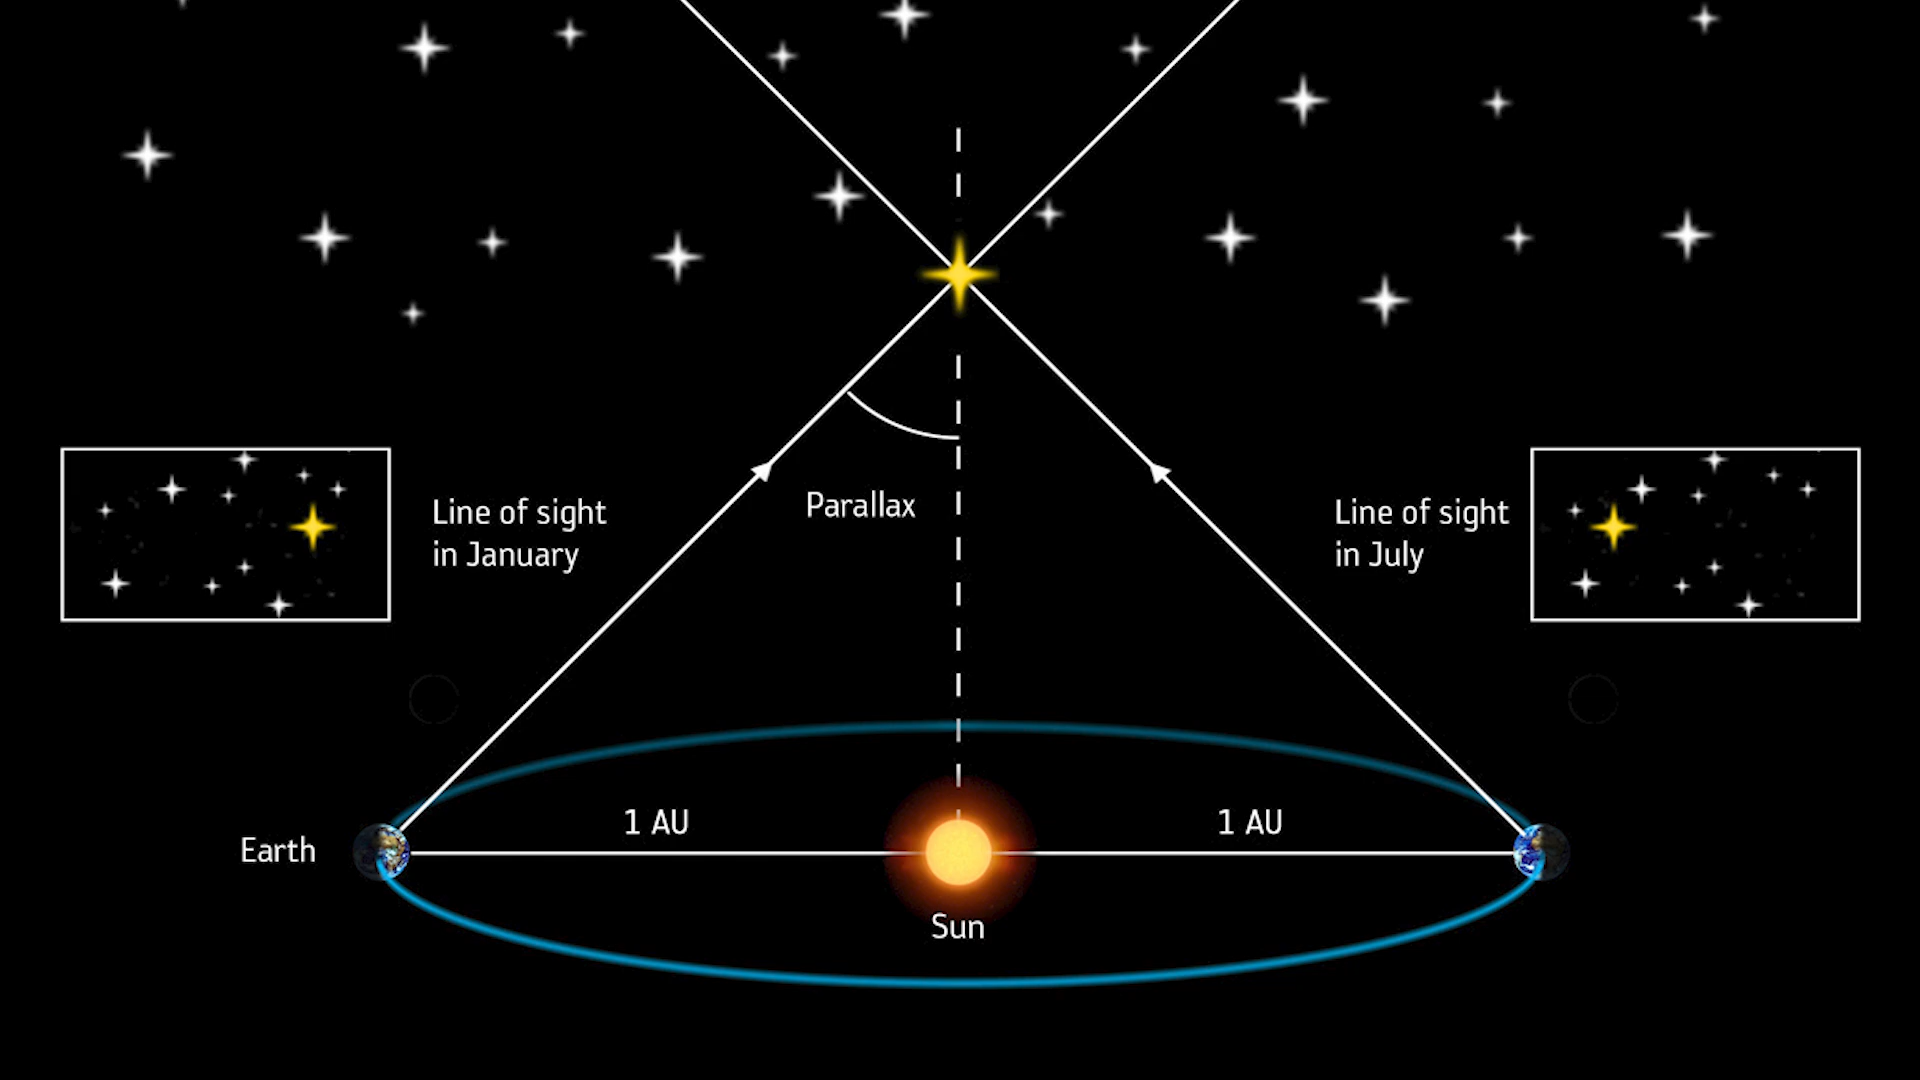 Line of sight
in January
Parallax
Line of sight
in July
1 AU
1 AU
Earth
Sun